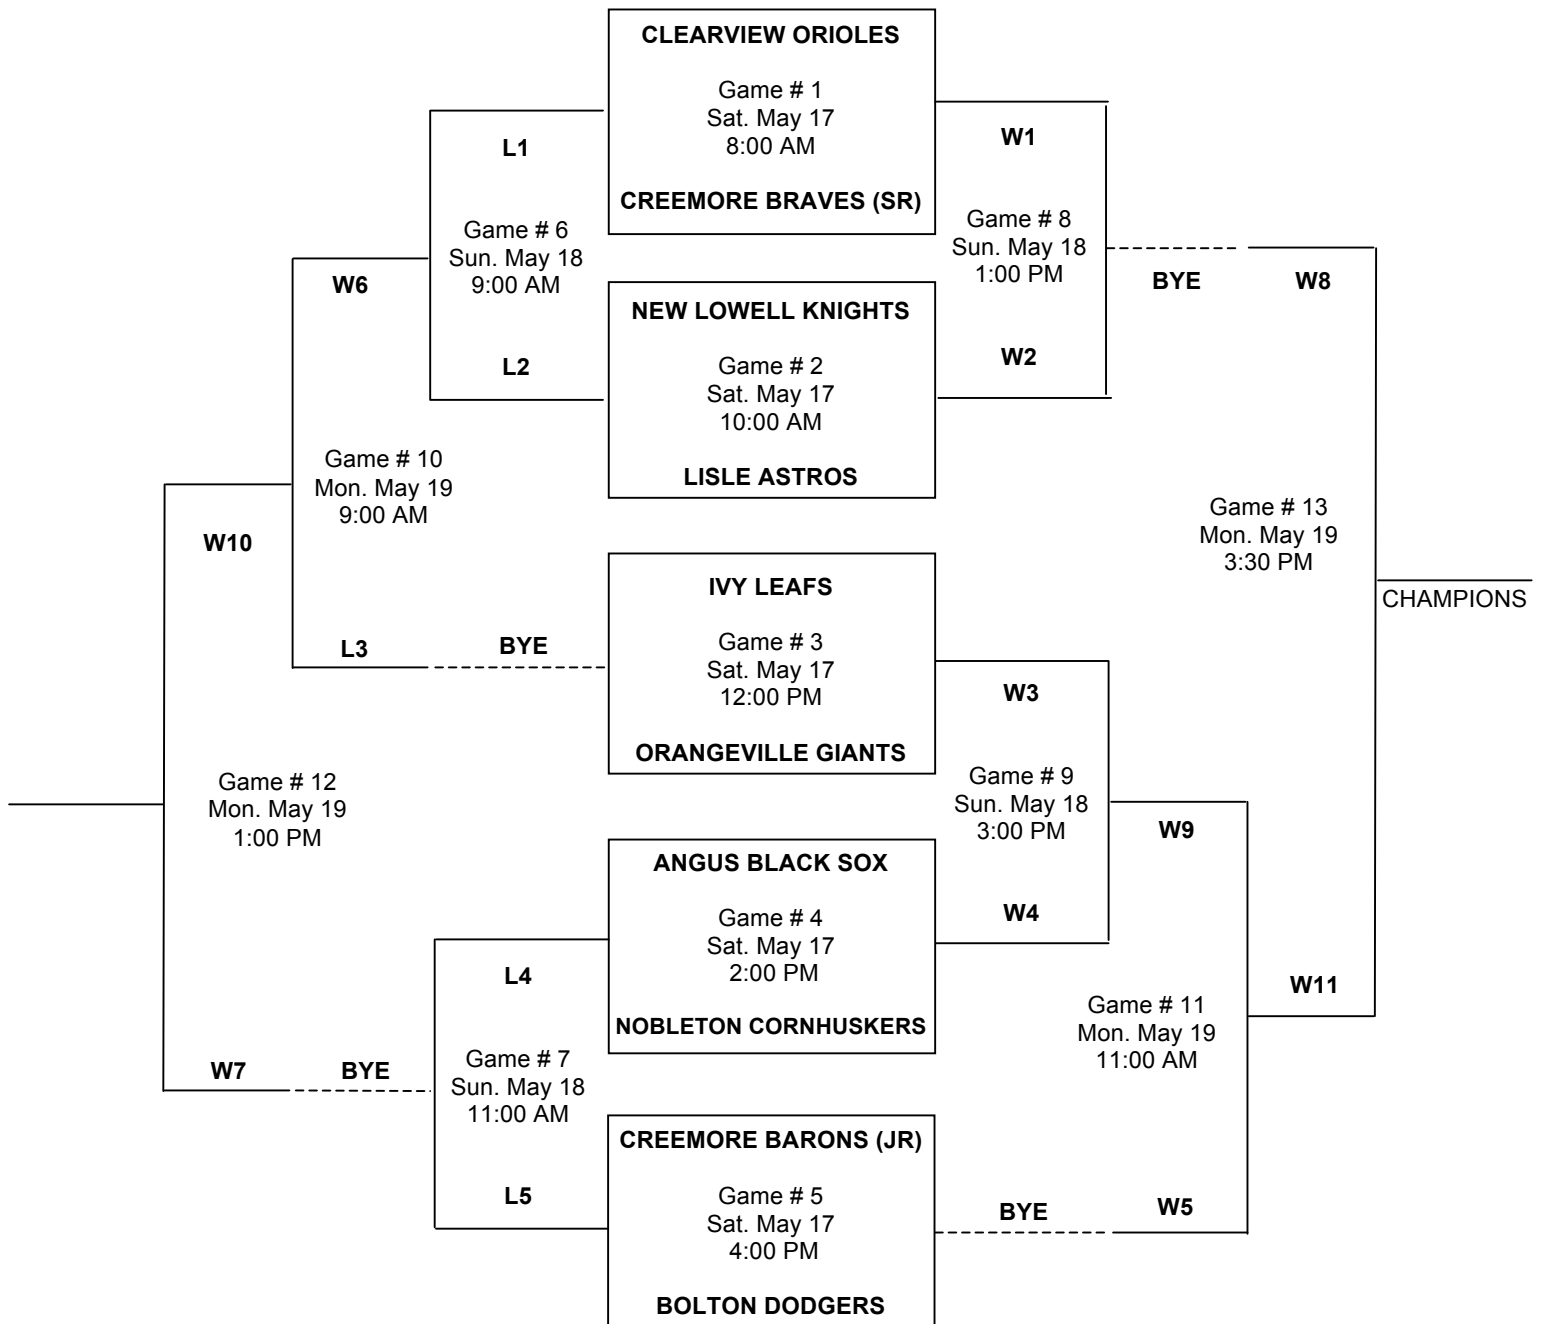 CLEARVIEW ORIOLES
Game # 1
Sat. May 17
8:00 AM
CREEMORE BRAVES (SR)
L1
W1
Game # 6
Sun. May 18
9:00 AM
Game # 8
Sun. May 18
1:00 PM
W6
BYE
W8
NEW LOWELL KNIGHTS
Game # 2
Sat. May 17
10:00 AM
LISLE ASTROS
L2
W2
Game # 10
Mon. May 19
9:00 AM
W10
Game # 13
Mon. May 19
3:30 PM
CHAMPIONS
IVY LEAFS
Game # 3
Sat. May 17
12:00 PM
ORANGEVILLE GIANTS
L3
BYE
W3
Game # 12
Mon. May 19
1:00 PM
Game # 9
Sun. May 18
3:00 PM
W9
ANGUS BLACK SOX
Game # 4
Sat. May 17
2:00 PM
NOBLETON CORNHUSKERS
W4
L4
W11
Game # 11
Mon. May 19
11:00 AM
W7
BYE
Game # 7
Sun. May 18
11:00 AM
CREEMORE BARONS (JR)
Game # 5
Sat. May 17
4:00 PM
BOLTON DODGERS
L5
BYE
W5